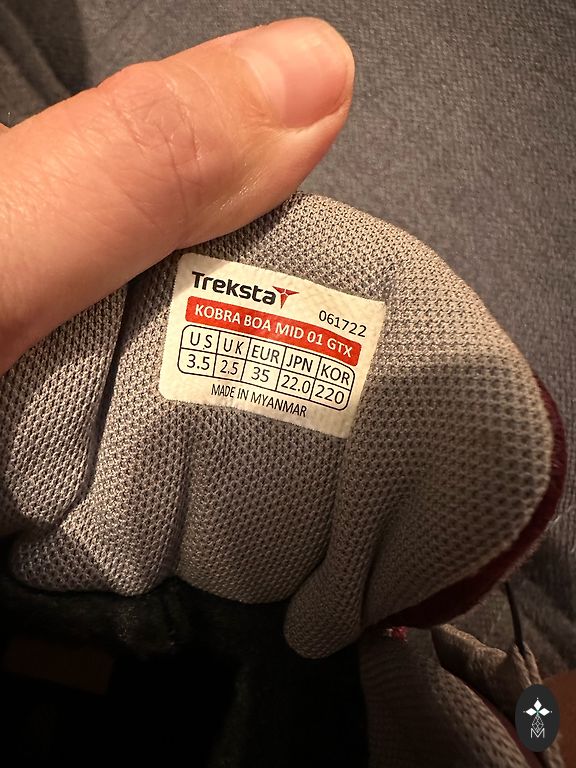 Treksta
061722
KOBRA BOA MID 01 GTX
US UK EUR JPN KOR
3.5 2.5 35 22.0 220
MADE IN MYANMAR
M